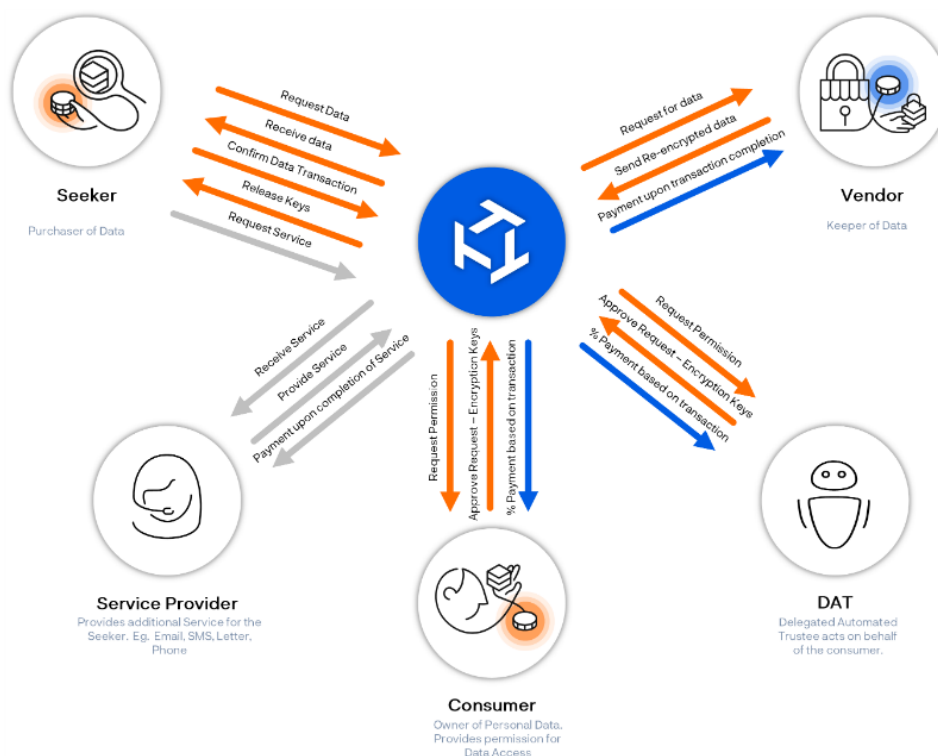 Request Data
Receive data
Confirm Data Transaction
Release Keys
Request Service
Request for data
Send Re-encrypted data
Payment upon transaction completion
Seeker
Purchaser of Data
Vendor
Keeper of Data
Receive Service
Provide Service
Payment upon completion of Service
Request Permission
Approve Request – Encryption Keys
% Payment based on transaction
Request Permission
Approve Request – Encryption Keys
% Payment based on transaction
Service Provider
Provides additional Service for the
Seeker. Eg. Email, SMS, Letter,
Phone
DAT
Delegated Automated
Trustee acts on behalf
of the consumer.
Consumer
Owner of Personal Data.
Provides permission for
Data Access